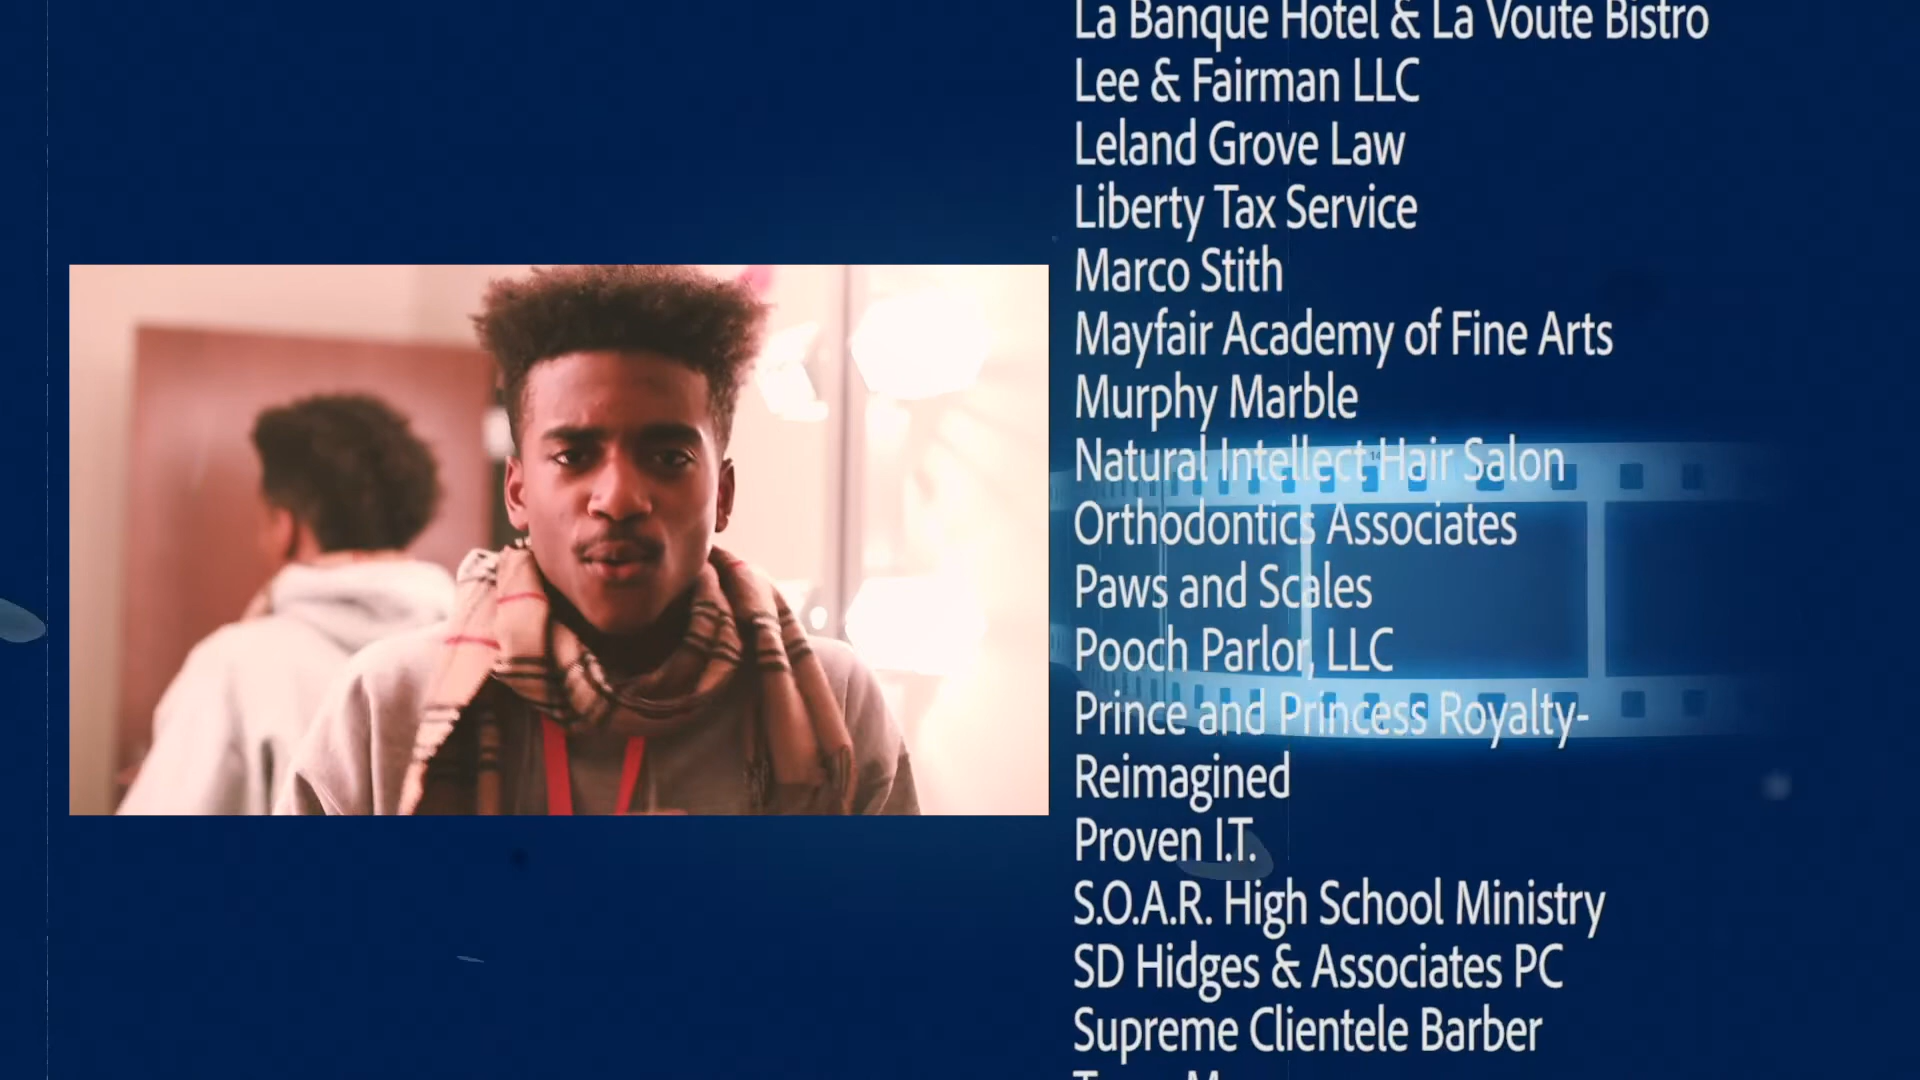 La Banque Hotel & La Voute Bistro
Lee & Fairman LLC
Leland Grove Law
Liberty Tax Service
Marco Stith
Mayfair Academy of Fine Arts
Murphy Marble
Natural Intellect Hair Salon
Orthodontics Associates
Paws and Scales
Pooch Parlor, LLC
Prince and Princess Royalty-
Reimagined
Proven I.T.
S.O.A.R. High School Ministry
SD Hidges & Associates PC
Supreme Clientele Barber